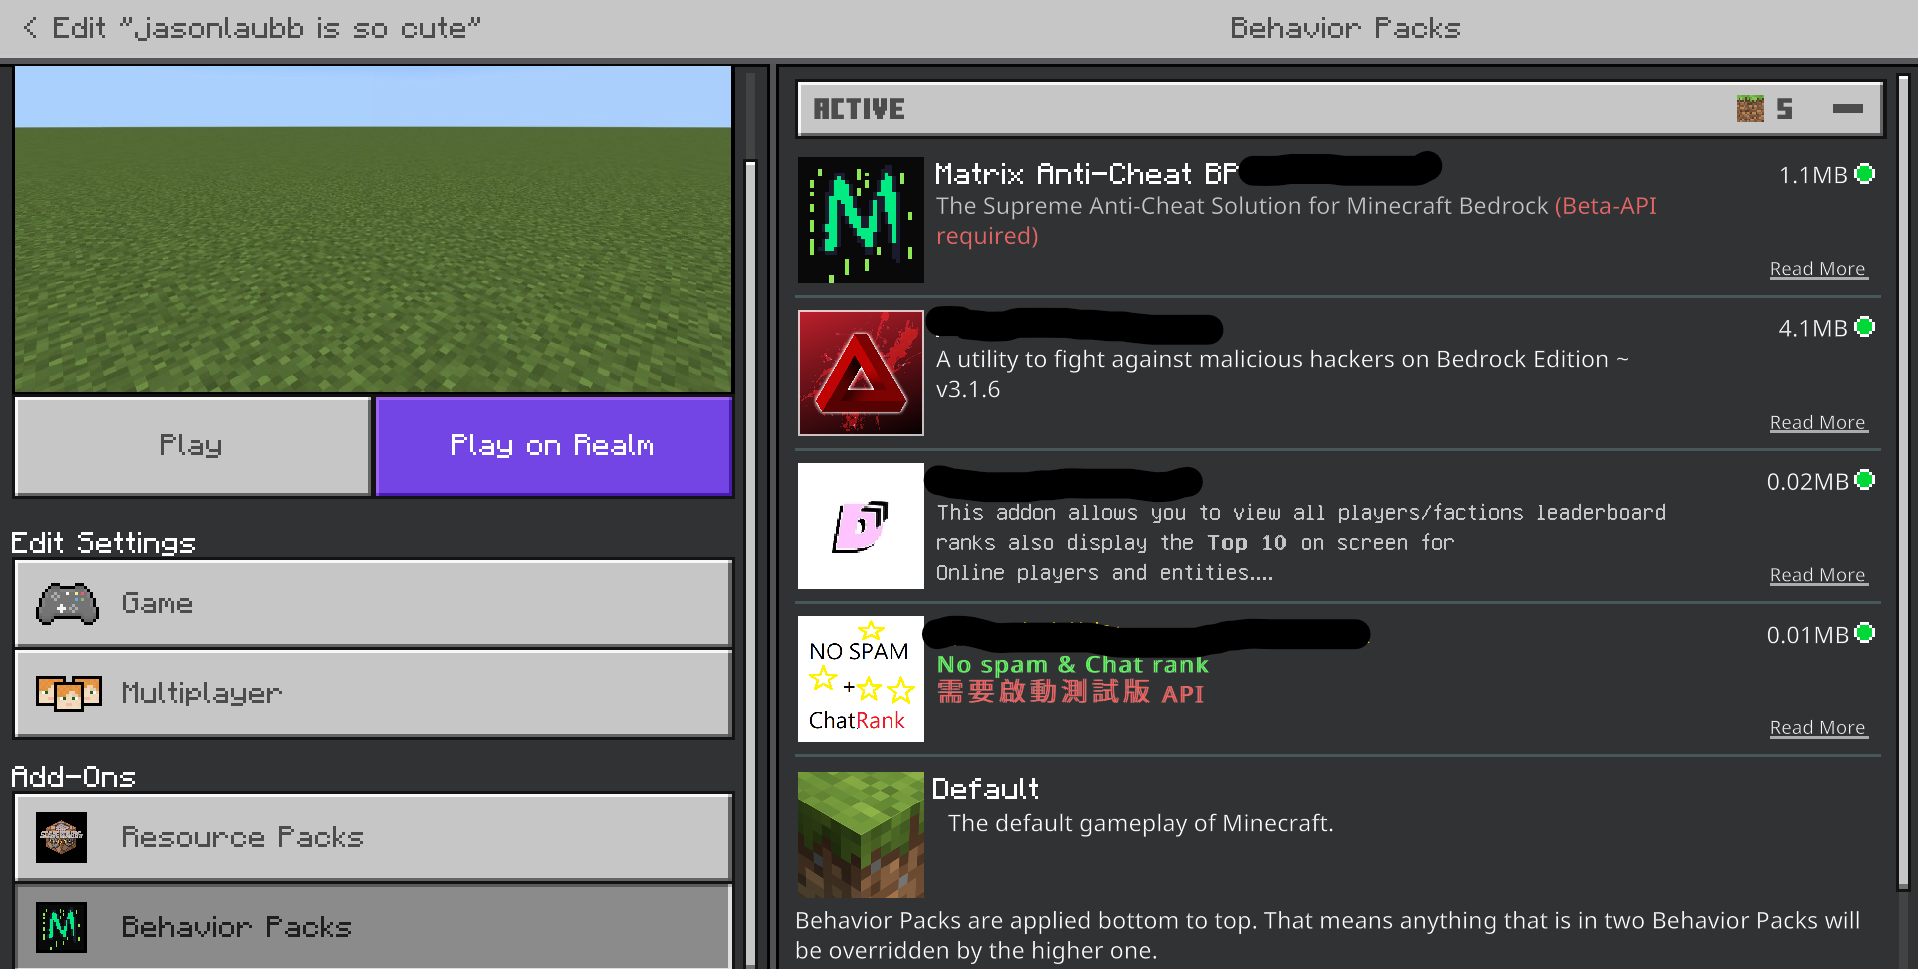 Edit ".jasonlaubb is so cute"
Behavior Packs
Play
Play on Realm
Edit Settings
Game
Multiplayer
Add-Ons
Resource Packs
Behavior Packs
ACTIVE
5
Matrix Anti-Cheat BP
1.1MB
The Supreme Anti-Cheat Solution for Minecraft Bedrock (Beta-API
required)
Read More
4.1MB
A utility to fight against malicious hackers on Bedrock Edition ~
v3.1.6
Read More
D
0.02MB
This addon allows you to view all players/factions leaderboard
ranks also display the Top 10 on screen for
Online players and entities....
Read More
NO SPAM
+
ChatRank
0.01MB
No spam & Chat rank
需要啟動測試版 API
Read More
Default
The default gameplay of Minecraft.
Behavior Packs are applied bottom to top. That means anything that is in two Behavior Packs will
be overridden by the higher one.